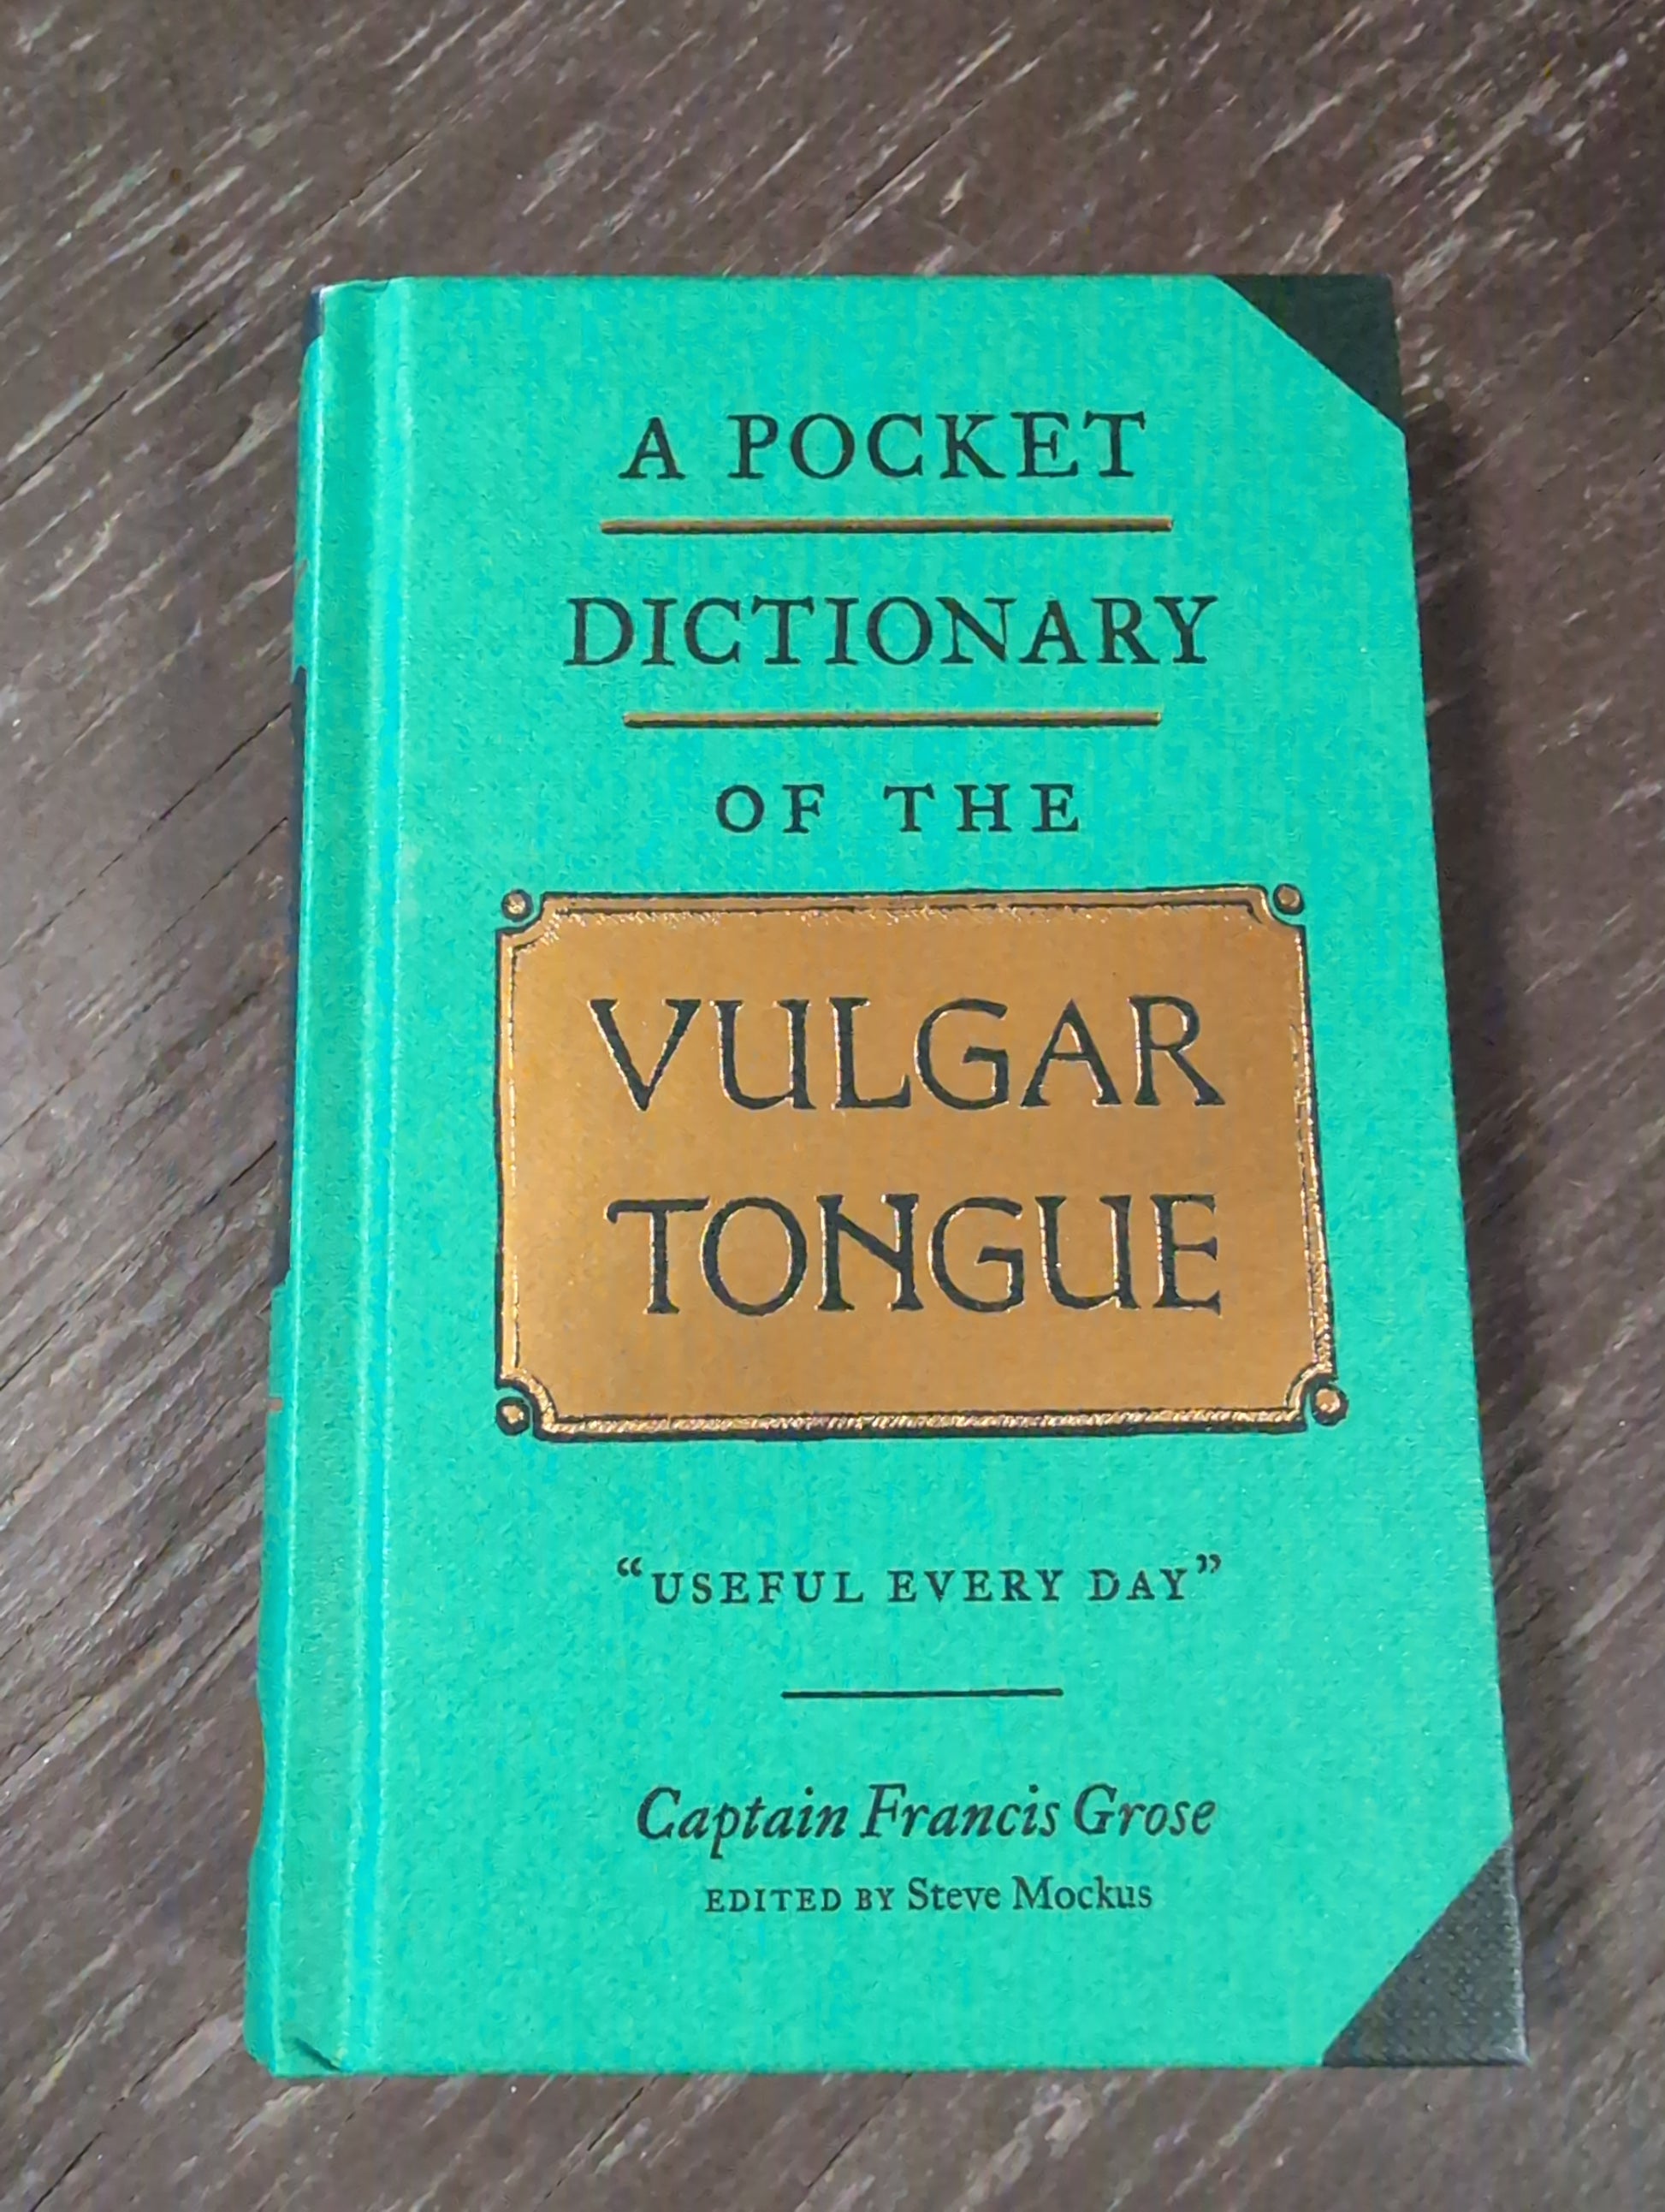 A POCKET
DICTIONARY
OF THE
VULGAR
TONGUE
“USEFUL EVERY DAY”
Captain Francis Grose
EDITED BY Steve Mockus